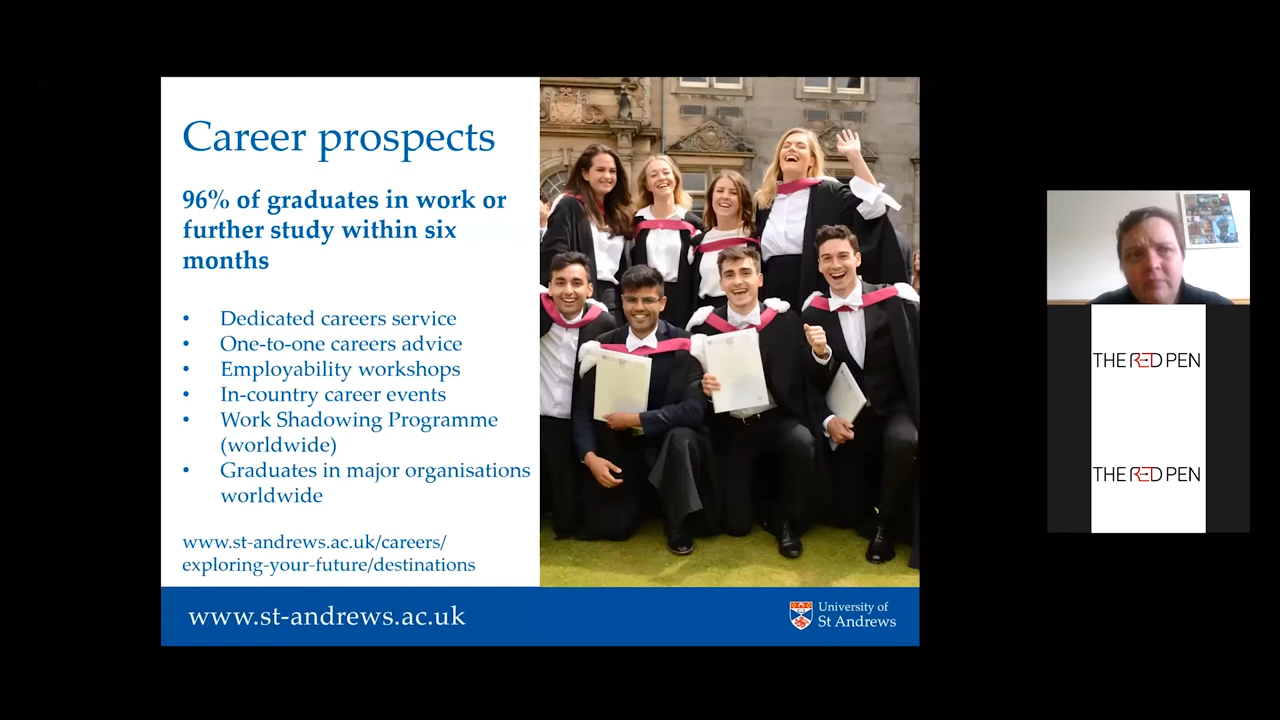 Career prospects
96% of graduates in work or
further study within six
months
• Dedicated careers service
• One-to-one careers advice
• Employability workshops
• In-country career events
• Work Shadowing Programme
(worldwide)
• Graduates in major organisations
worldwide
www.st-andrews.ac.uk/careers/
exploring-your-future/destinations
www.st-andrews.ac.uk
University of
St Andrews
THE RED PEN
THE RED PEN